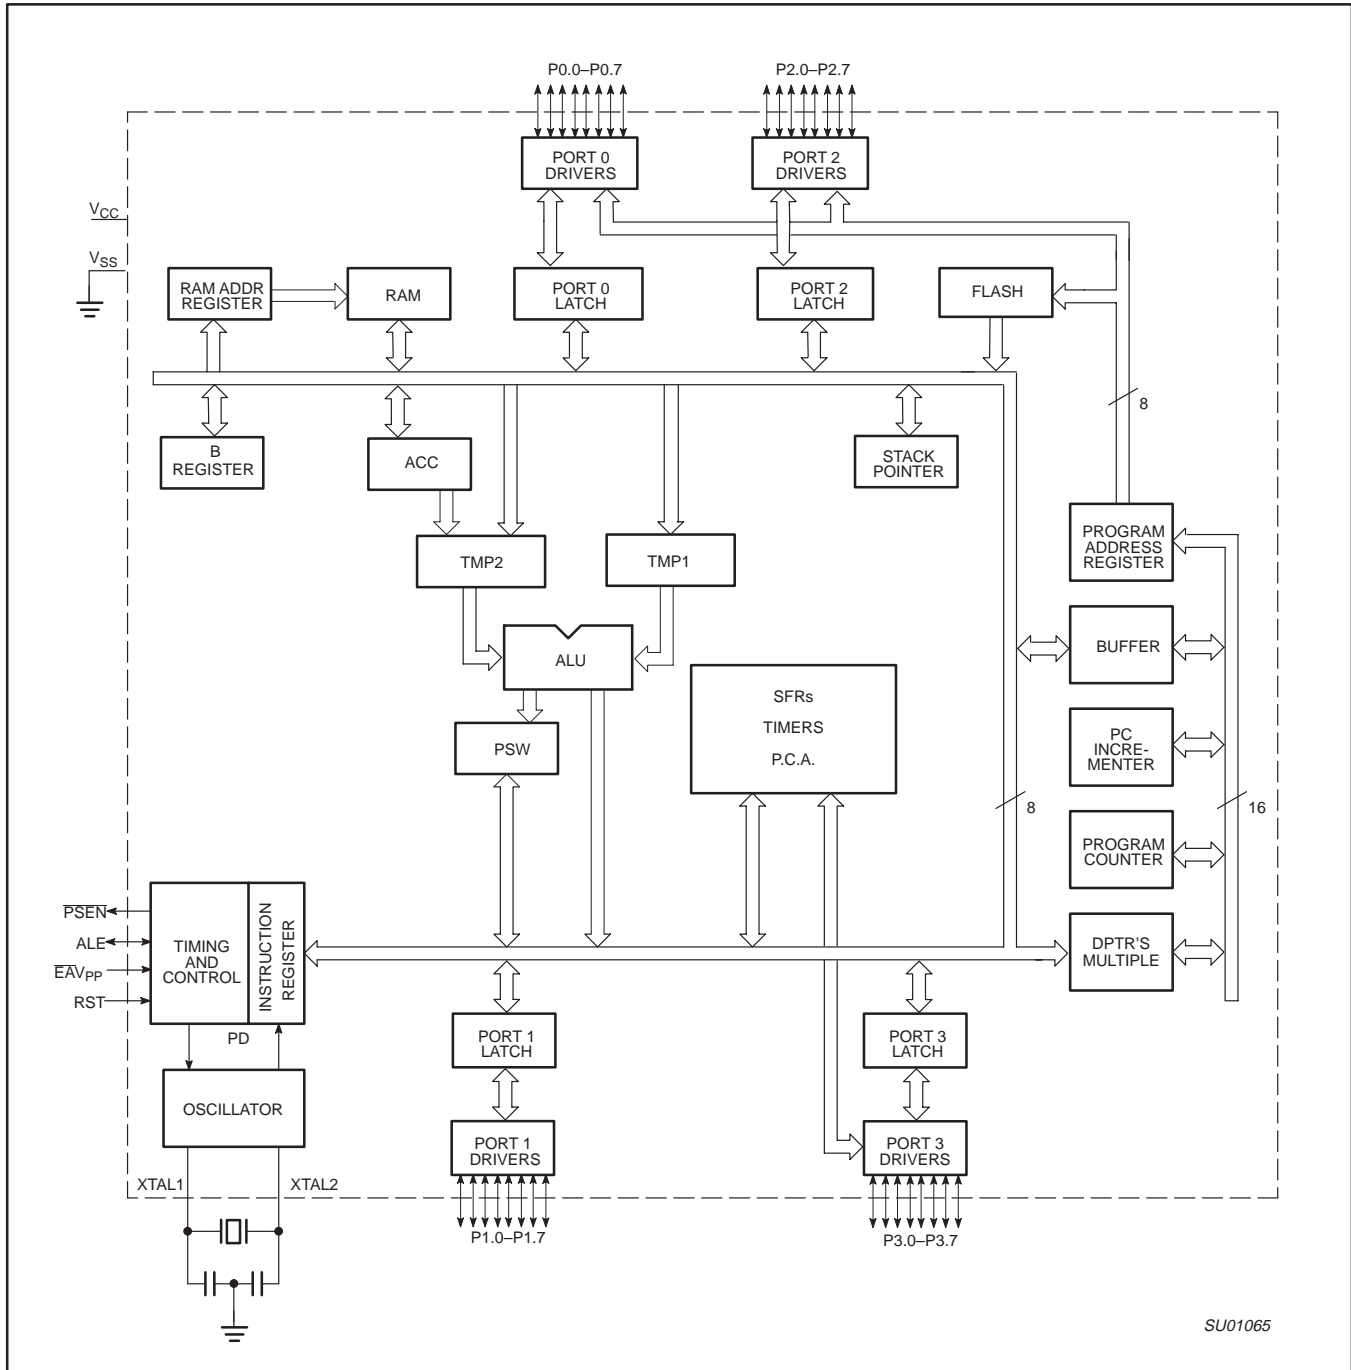 P0.0–P0.7
P2.0–P2.7
PORT 0
DRIVERS
PORT 2
DRIVERS
VCC
VSS
RAM ADDR
REGISTER
RAM
PORT 0
LATCH
PORT 2
LATCH
FLASH
8
B
REGISTER
ACC
STACK
POINTER
PROGRAM
ADDRESS
REGISTER
TMP2
TMP1
ALU
BUFFER
SFRs
TIMERS
P.C.A.
PSW
PC
INCRE-
MENTER
8
16
PROGRAM
COUNTER
PSEN
ALE
EAVPP
RST
TIMING
AND
CONTROL
INSTRUCTION
REGISTER
DPTR'S
MULTIPLE
PD
PORT 1
LATCH
PORT 3
LATCH
OSCILLATOR
PORT 1
DRIVERS
PORT 3
DRIVERS
XTAL1
XTAL2
P1.0–P1.7
P3.0–P3.7
SU01065